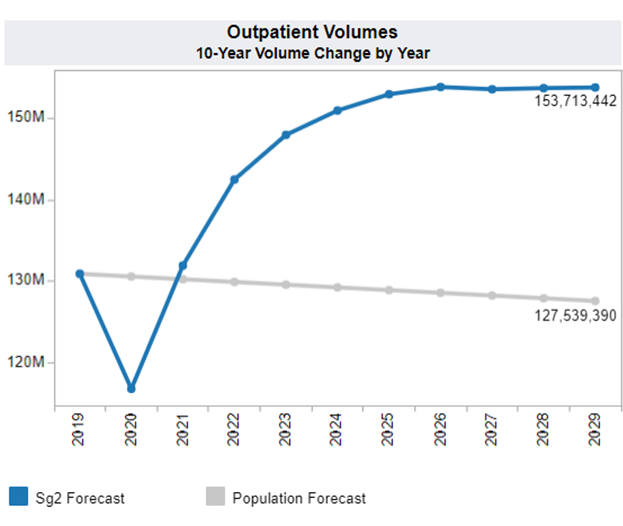 Outpatient Volumes
10-Year Volume Change by Year
150M
140M
130M
120M
153,713,442
127,539,390
2019 2020 2021 2022 2023 2024 2025 2026 2027 2028 2029
Sg2 Forecast Population Forecast